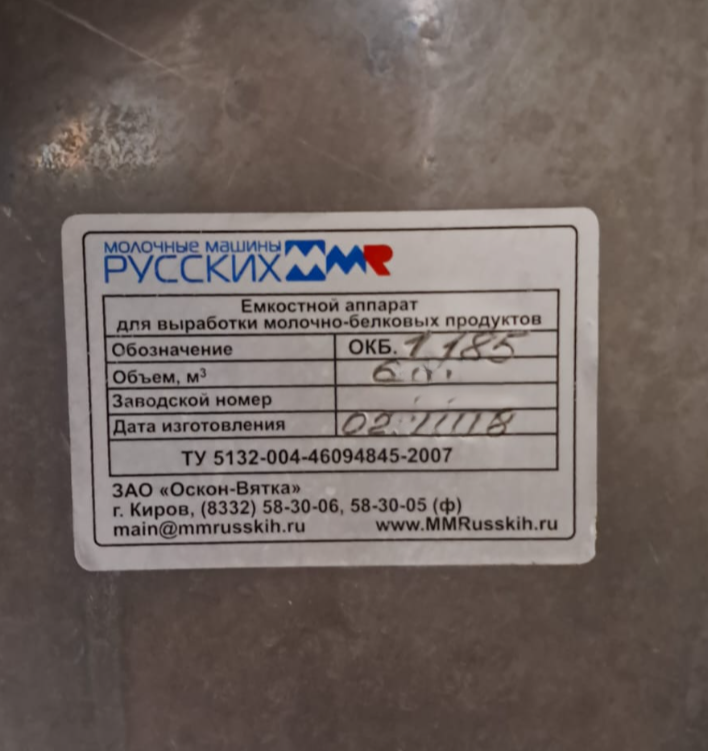 МОЛОЧНЫЕ МАШИНЫ
РУССКИХ MMR
Емкостной аппарат
для выработки молочно-белковых продуктов
Обозначение ОКБ. 1185
Объем, м³ 6
Заводской номер
Дата изготовления
ТУ 5132-004-46094845-2007
ЗАО «Оскон-Вятка»
г. Киров, (8332) 58-30-06, 58-30-05 (ф)
main@mmrusskih.ru www.MMRusskih.ru